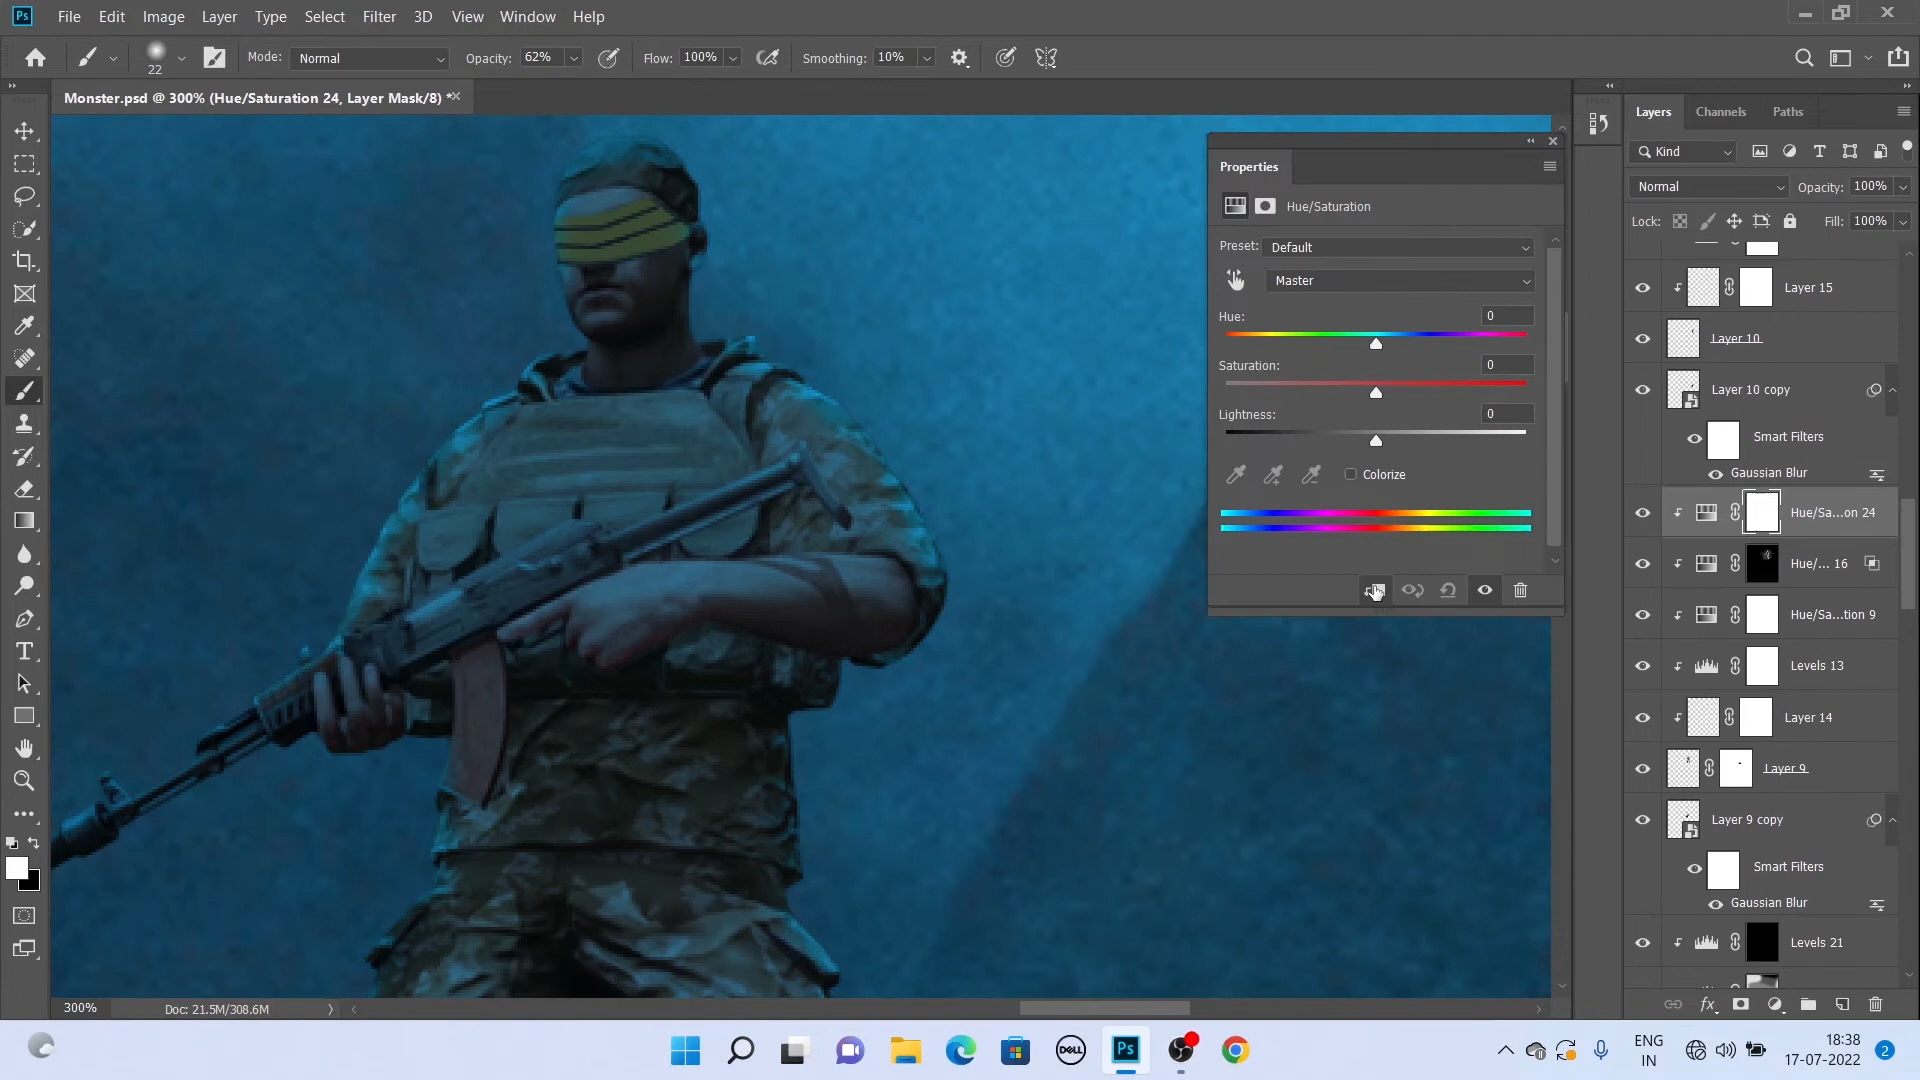 Ps File Edit Image Layer Type Select Filter 3D View Window Help
22 Mode: Normal Opacity: 62% Flow: 100% Smoothing: 10%
Monster.psd @ 300% (Hue/Saturation 24, Layer Mask/8) *
Properties
Hue/Saturation
Preset: Default
Master
Hue: 0
Saturation: 0
Lightness: 0
Colorize
Layers Channels Paths
Kind
Normal Opacity: 100%
Lock: Fill: 100%
Layer 15
Layer 10
Layer 10 copy
Smart Filters
Gaussian Blur
Hue/Sa...on 24
Hue/... 16
Hue/Sa...tion 9
Levels 13
Layer 14
Layer 9
Layer 9 copy
Smart Filters
Gaussian Blur
Levels 21
fx
300% Doc: 21.5M/308.6M
DELL
Ps
ENG
IN
18:38
17-07-2022
2